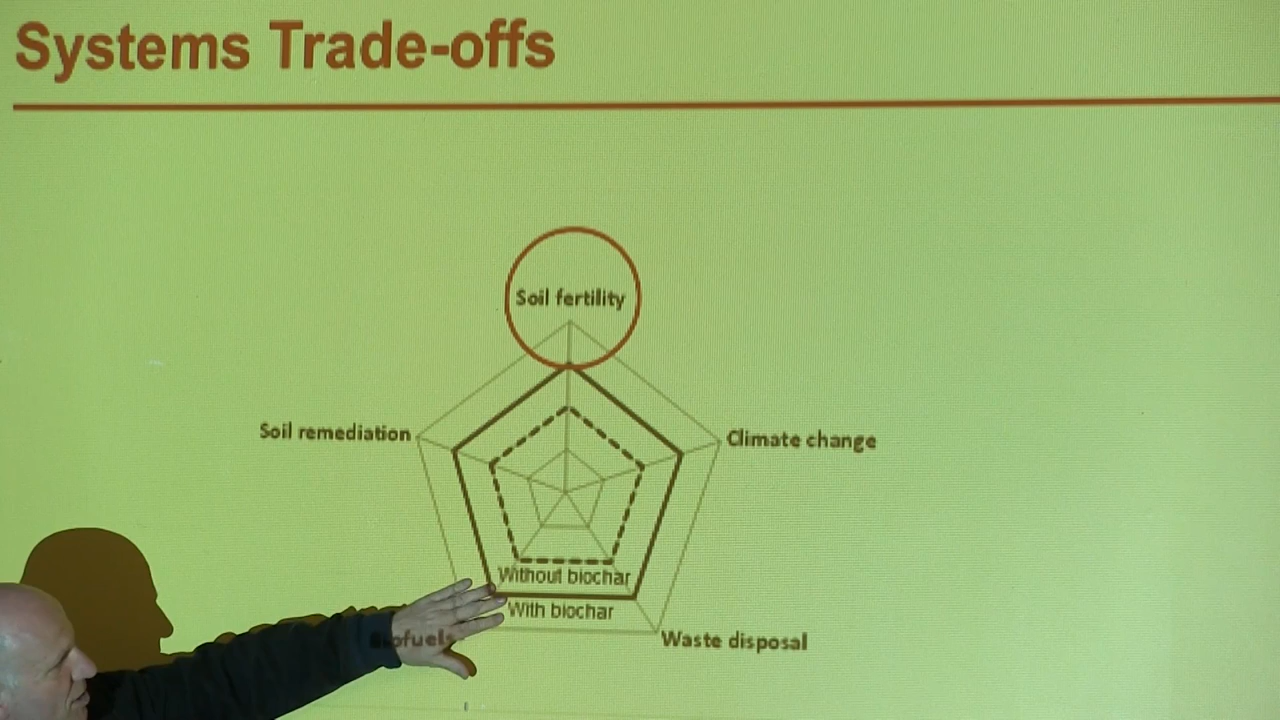 Systems Trade-offs
Soil fertility
Soil remediation
Climate change
Without biochar
With biochar
Biofuels
Waste disposal